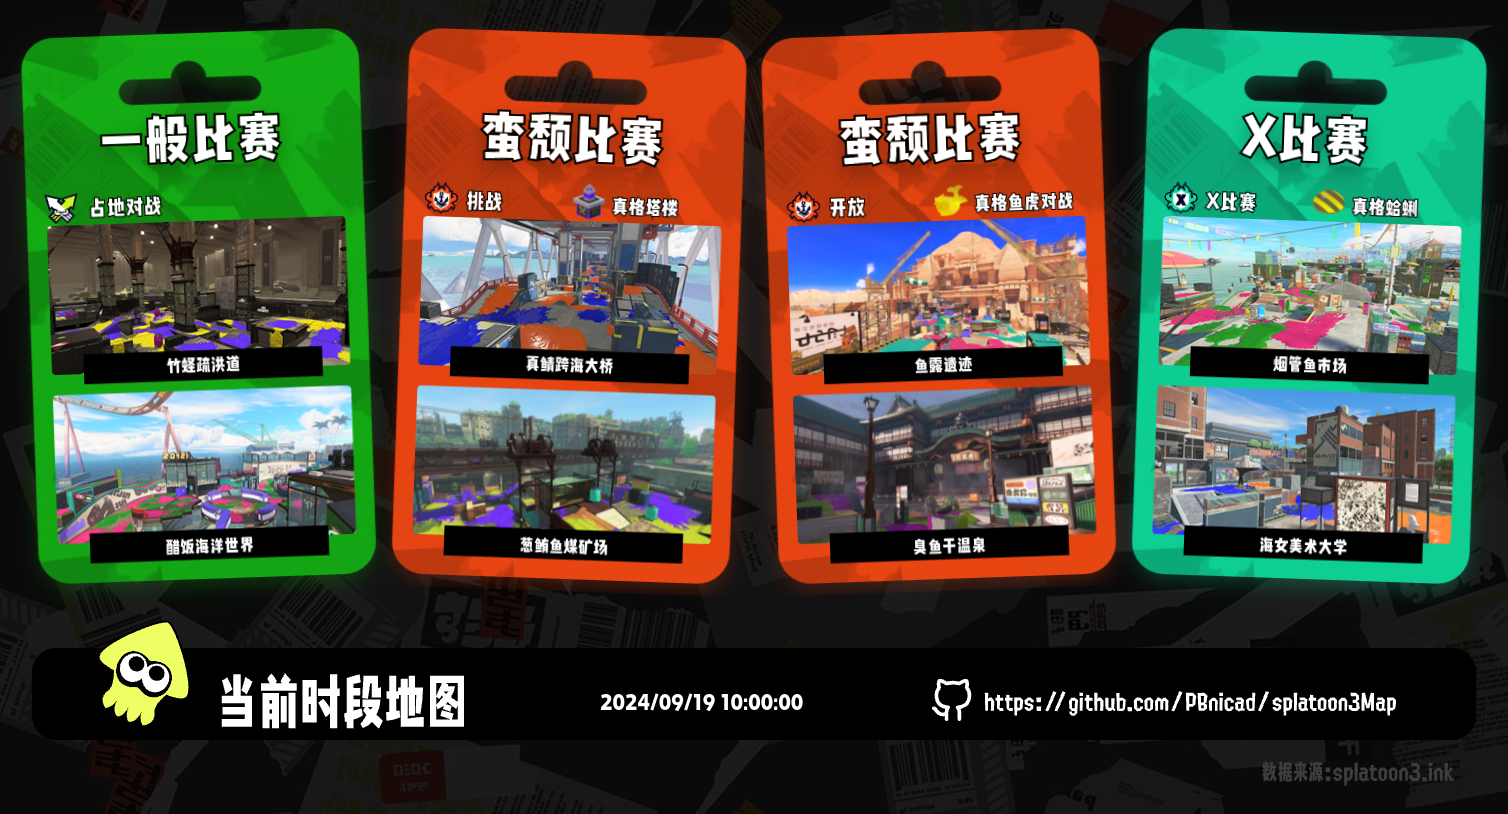 一般比赛
占地对战
竹蛏疏洪道
醋饭海洋世界
蛮颓比赛
挑战
真格塔楼
真鲭跨海大桥
葱鲔鱼煤矿场
蛮颓比赛
开放
真格鱼虎对战
鱼露遗迹
臭鱼干温泉
X比赛
X比赛
真格蛤蜊
烟管鱼市场
海女美术大学
当前时段地图
2024/09/19 10:00:00
https://github.com/PBnicad/splatoon3Map
数据来源:splatoon3.ink